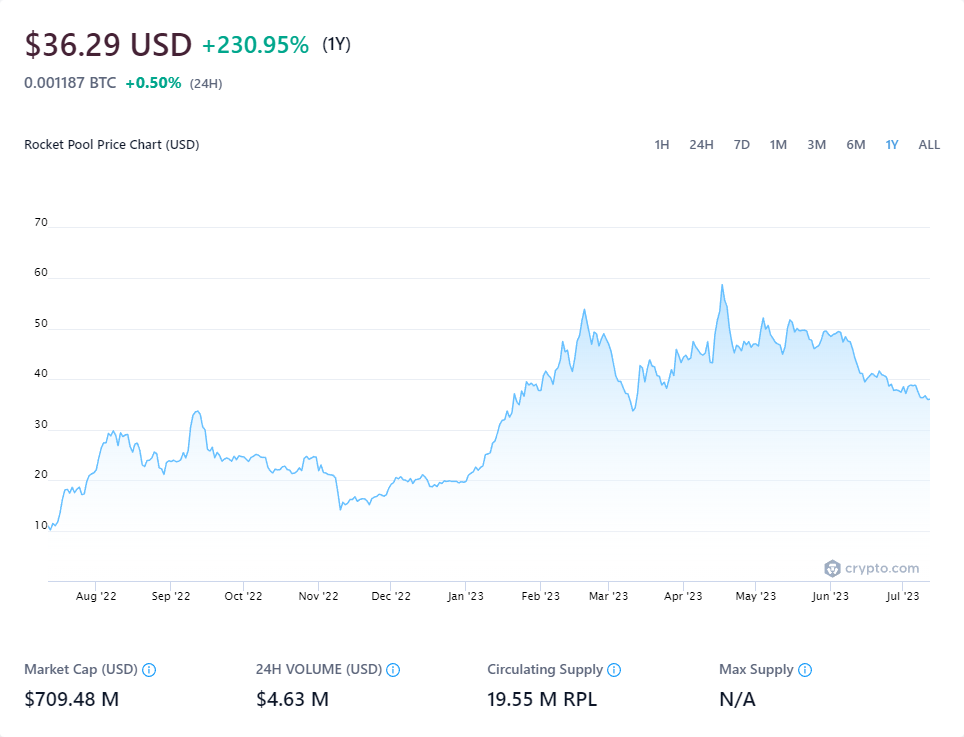 $36.29 USD +230.95% (1Y)
0.001187 BTC +0.50% (24H)
Rocket Pool Price Chart (USD) 1H 24H 7D 1M 3M 6M 1Y ALL
70
60
50
40
30
20
10
crypto.com
Aug '22 Sep '22 Oct '22 Nov '22 Dec '22 Jan '23 Feb '23 Mar '23 Apr '23 May '23 Jun '23 Jul '23
Market Cap (USD) 24H VOLUME (USD) Circulating Supply Max Supply
$709.48 M $4.63 M 19.55 M RPL N/A